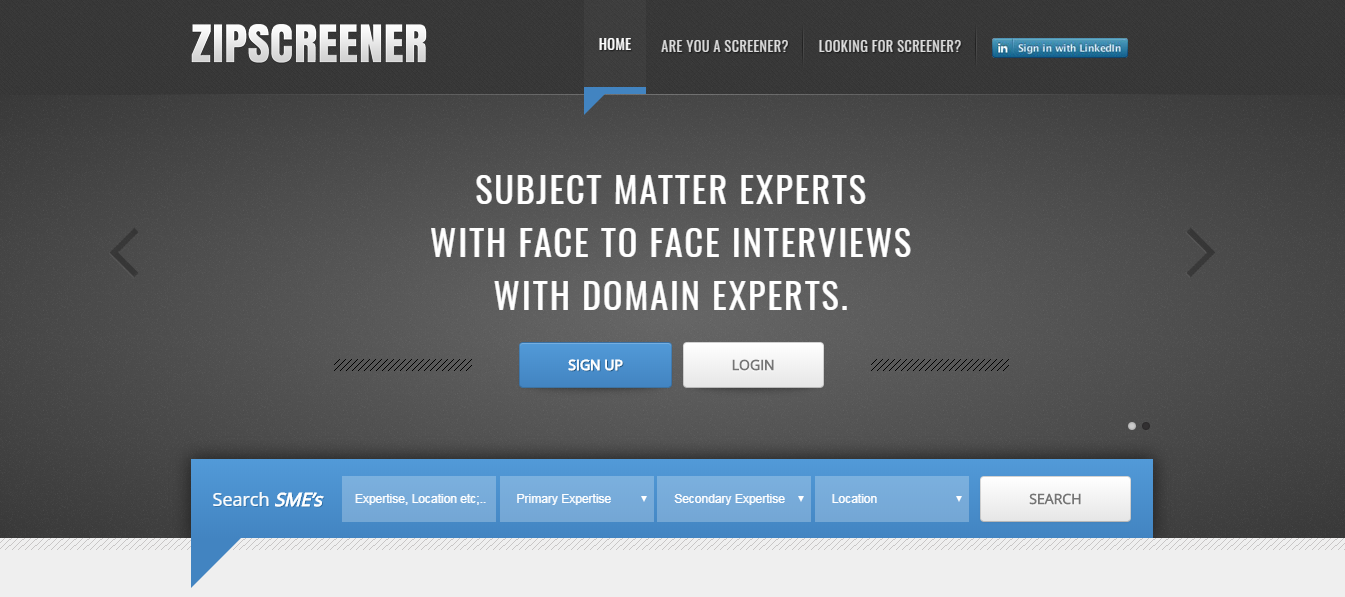 ZIPSCREENER
HOME
ARE YOU A SCREENER?
LOOKING FOR SCREENER?
in Sign in with LinkedIn
SUBJECT MATTER EXPERTS
WITH FACE TO FACE INTERVIEWS
WITH DOMAIN EXPERTS.
SIGN UP
LOGIN
Search SME's
Expertise, Location etc;..
Primary Expertise
Secondary Expertise
Location
SEARCH